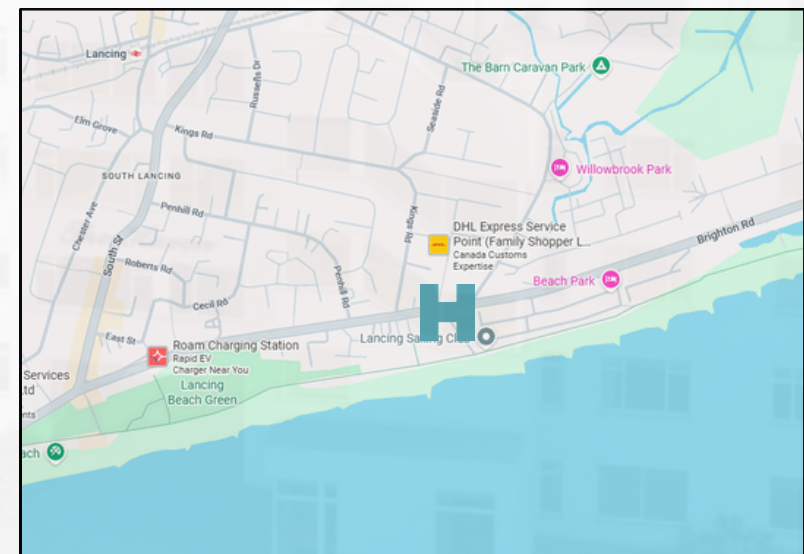 Lancing
The Barn Caravan Park
Russells Dr
Seaside Rd
Elm Grove
Kings Rd
SOUTH LANCING
Willowbrook Park
Penhill Rd
Chester Ave
Kings Rd
DHL Express Service
Point (Family Shopper L...
Canada Customs
Expertise
Brighton Rd
South St
Roberts Rd
Penhill Rd
Beach Park
Cecil Rd
H
East St
Lancing Sailing Club
Roam Charging Station
Rapid EV
Charger Near You
Services
td
Lancing
Beach Green
nts
ach